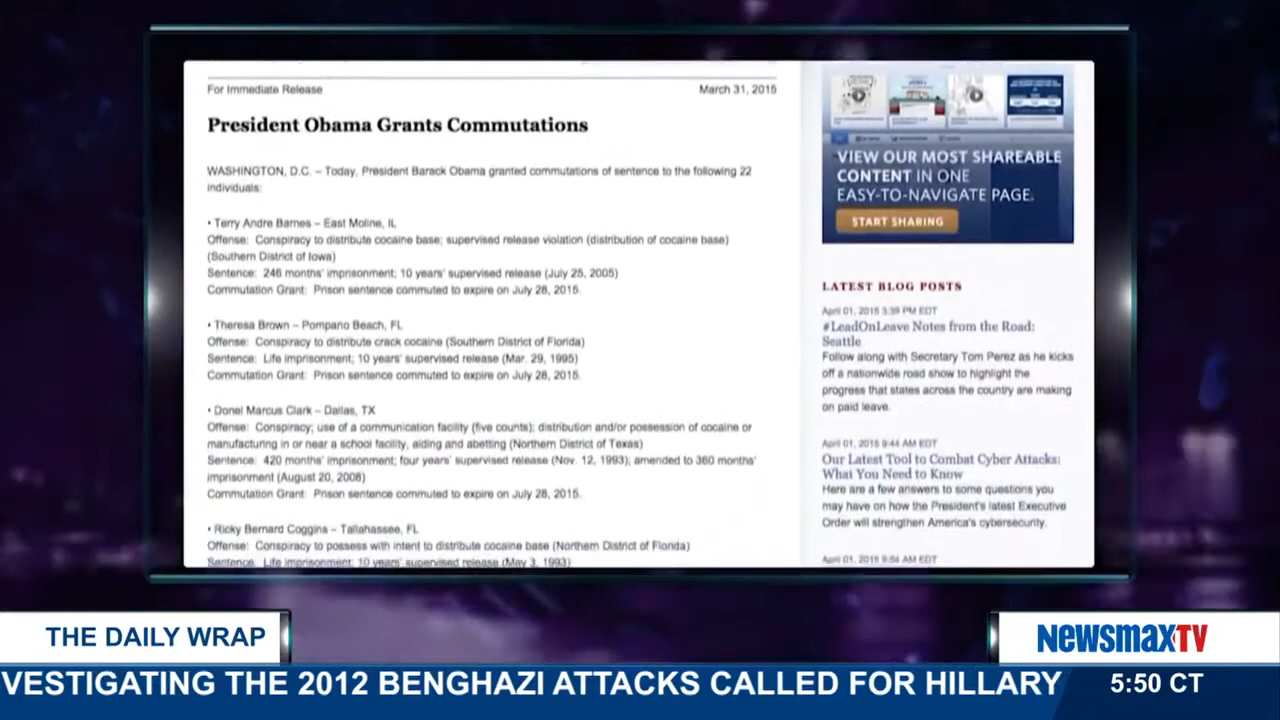 For Immediate Release
March 31, 2015
President Obama Grants Commutations
WASHINGTON, D.C. – Today, President Barack Obama granted commutations of sentence to the following 22
individuals:
• Terry Andre Barnes – East Moline, IL
Offense: Conspiracy to distribute cocaine base; supervised release violation (distribution of cocaine base)
(Southern District of Iowa)
Sentence: 246 months' imprisonment; 10 years' supervised release (July 25, 2005)
Commutation Grant: Prison sentence commuted to expire on July 28, 2015.
• Theresa Brown – Pompano Beach, FL
Offense: Conspiracy to distribute crack cocaine (Southern District of Florida)
Sentence: Life imprisonment; 10 years' supervised release (Mar. 29, 1995)
Commutation Grant: Prison sentence commuted to expire on July 28, 2015.
• Donel Marcus Clark – Dallas, TX
Offense: Conspiracy; use of a communication facility (five counts); distribution and/or possession of cocaine or
manufacturing in or near a school facility, aiding and abetting (Northern District of Texas)
Sentence: 420 months' imprisonment; four years' supervised release (Nov. 12, 1993); amended to 360 months'
imprisonment (August 20, 2008)
Commutation Grant: Prison sentence commuted to expire on July 28, 2015.
• Ricky Bernard Coggins – Tallahassee, FL
Offense: Conspiracy to possess with intent to distribute cocaine base (Northern District of Florida)
Sentence: Life imprisonment; 10 years' supervised release (May 3, 1993)
VIEW OUR MOST SHAREABLE
CONTENT IN ONE
EASY-TO-NAVIGATE PAGE.
START SHARING
LATEST BLOG POSTS
April 01, 2015 3:39 PM EDT
#LeadOnLeave Notes from the Road:
Seattle
Follow along with Secretary Tom Perez as he kicks
off a nationwide road show to highlight the
progress that states across the country are making
on paid leave.
April 01, 2015 9:44 AM EDT
Our Latest Tool to Combat Cyber Attacks:
What You Need to Know
Here are a few answers to some questions you
may have on how the President's latest Executive
Order will strengthen America's cybersecurity.
April 01, 2015 AM EDT
THE DAILY WRAP
NEWSMAXTV
VESTIGATING THE 2012 BENGHAZI ATTACKS CALLED FOR HILLARY
5:50 CT